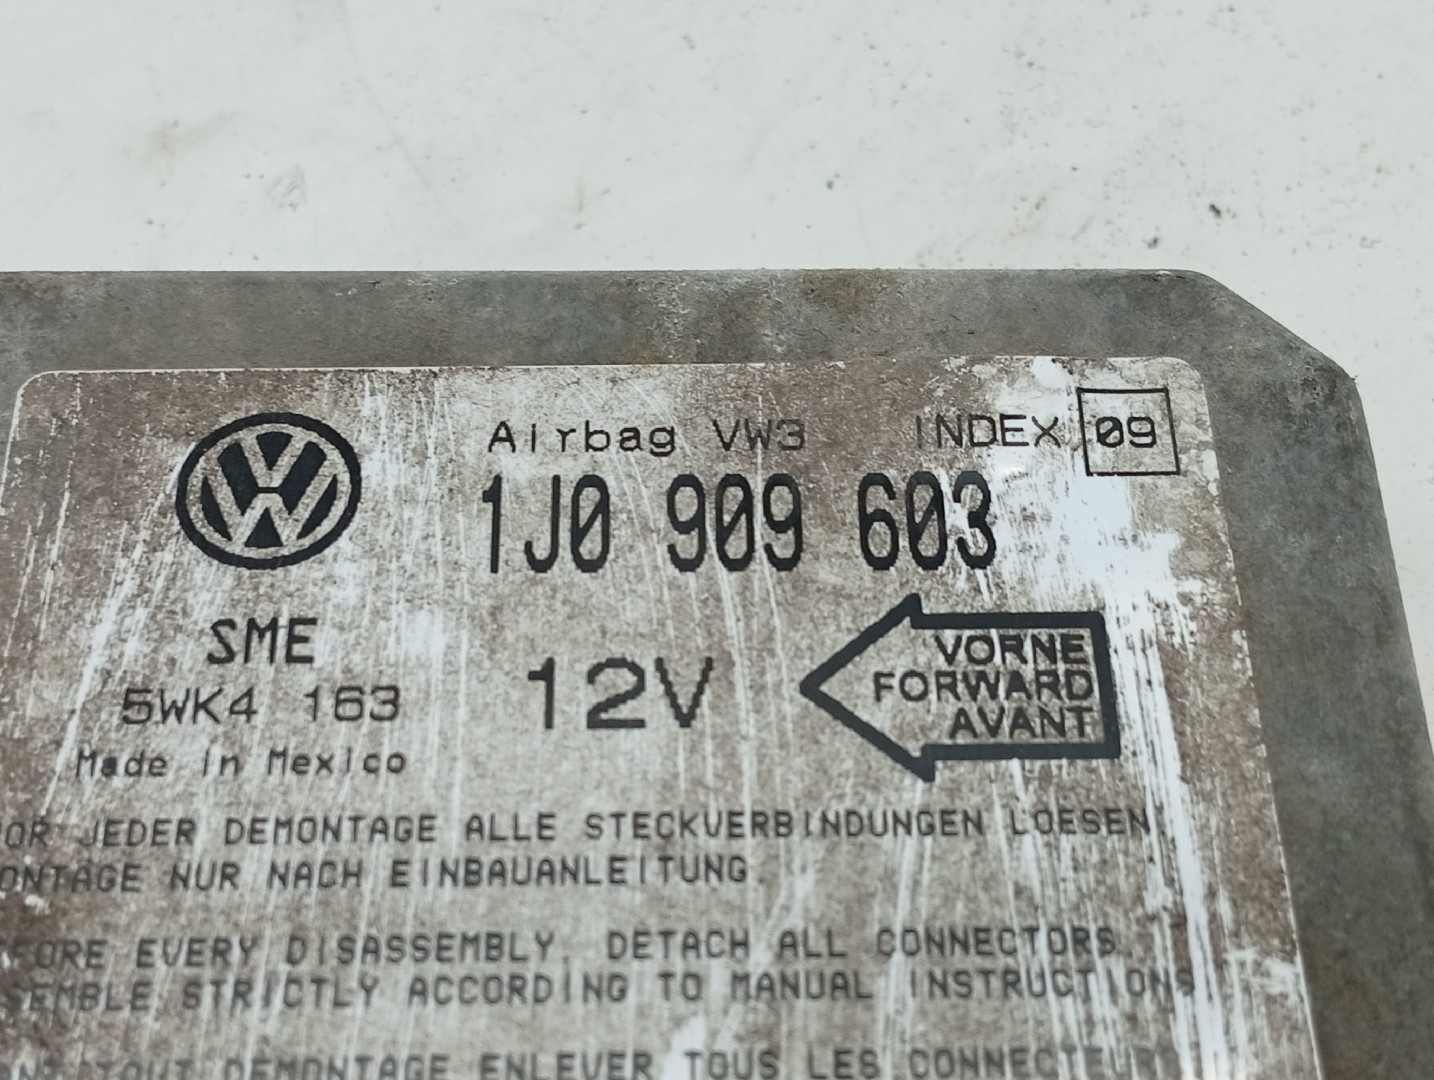 Airbag VW3 INDEX 09
1J0 909 603
SME
5WK4 163
Made in Mexico
12V
VORNE
FORWARD
AVANT
JEDER DEMONTAGE ALLE STECKVERBINDUNGEN LOESEN
NUR NACH EINBAUANLEITUNG.
EVERY DISASSEMBLY, DETACH ALL CONNECTORS.
STRICTLY ACCORDING TO MANUAL INSTRUCTIONS
TOUT DEMONTAGE ENLEVER TOUS LES CONNECTEURS